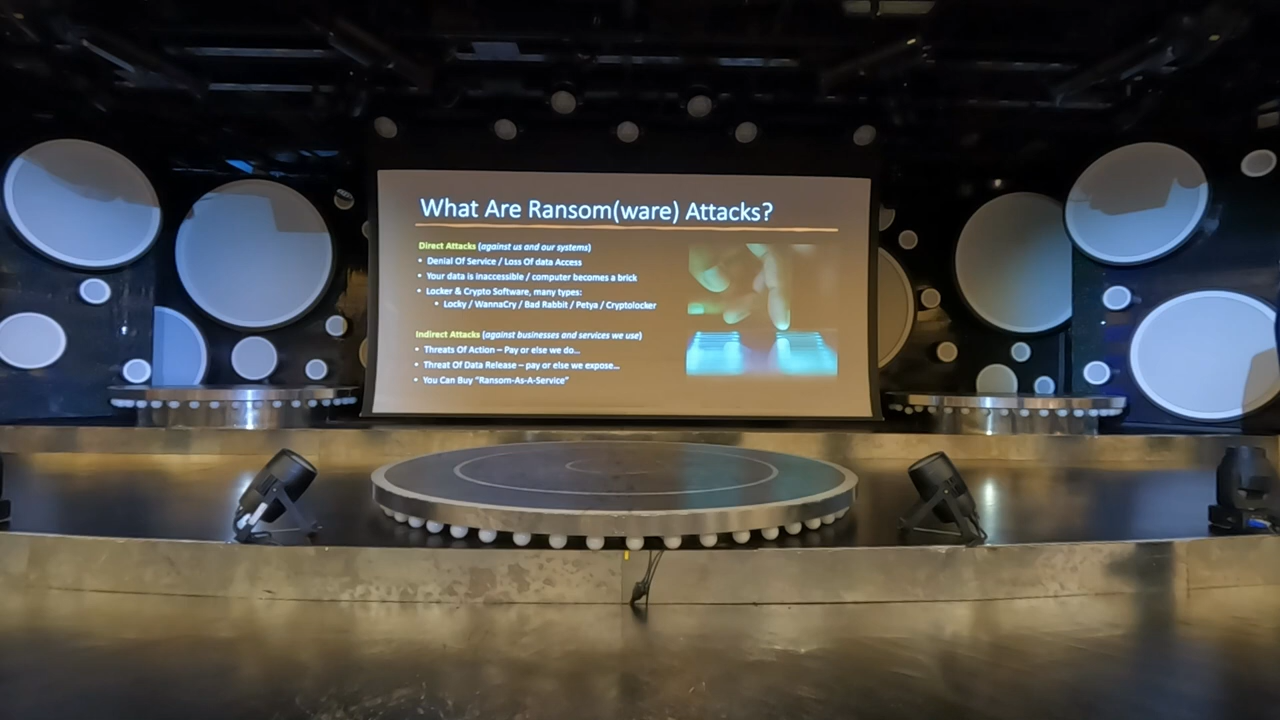 What Are Ransom(ware) Attacks?
Direct Attacks (against us and our systems)
• Denial Of Service / Loss Of data Access
• Your data is inaccessible / computer becomes a brick
• Locker & Crypto Software, many types:
• Locky / WannaCry / Bad Rabbit / Petya / Cryptolocker
Indirect Attacks (against businesses and services we use)
• Threats Of Action – Pay or else we do...
• Threat Of Data Release – pay or else we expose...
• You Can Buy "Ransom-As-A-Service"